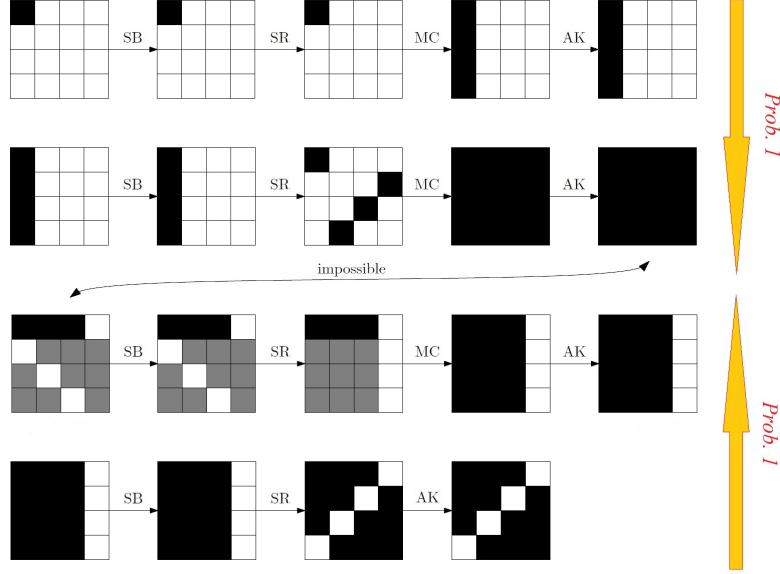 SB SR MC AK
Prob. 1
SB SR MC AK
impossible
SB SR MC AK
Prob. 1
SB SR AK